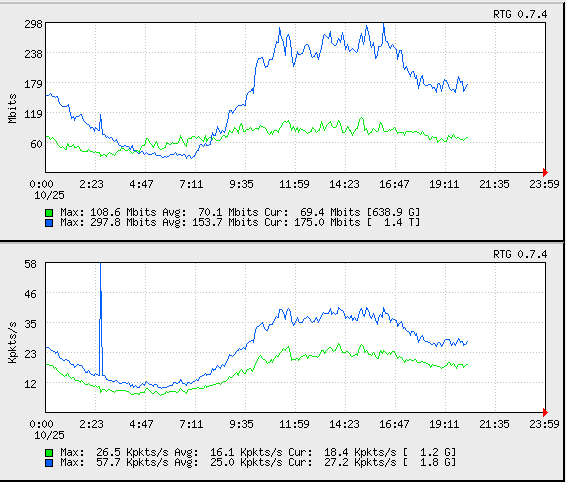 RTG 0.7.4
298
238
179
119
60
Mbits
0:00 2:23 4:47 7:11 9:35 11:59 14:23 16:47 19:11 21:35 23:59
10/25
Max: 108.6 Mbits Avg: 70.1 Mbits Cur: 69.4 Mbits [638.9 G]
Max: 297.8 Mbits Avg: 153.7 Mbits Cur: 175.0 Mbits [ 1.4 T]
RTG 0.7.4
58
46
35
23
12
Kpkts/s
0:00 2:23 4:47 7:11 9:35 11:59 14:23 16:47 19:11 21:35 23:59
10/25
Max: 26.5 Kpkts/s Avg: 16.1 Kpkts/s Cur: 18.4 Kpkts/s [ 1.2 G]
Max: 57.7 Kpkts/s Avg: 25.0 Kpkts/s Cur: 27.2 Kpkts/s [ 1.8 G]